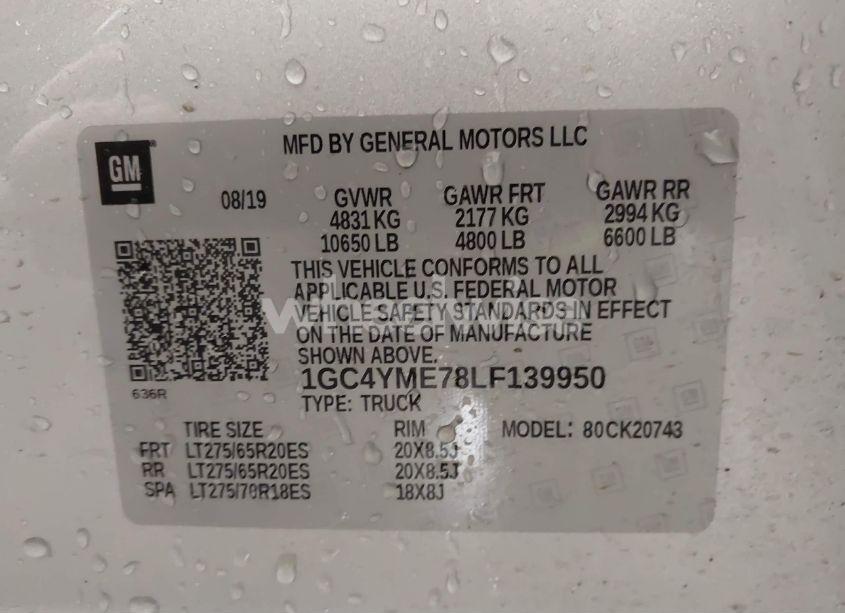 GM
MFD BY GENERAL MOTORS LLC
08/19 GVWR GAWR FRT GAWR RR
4831 KG 2177 KG 2994 KG
10650 LB 4800 LB 6600 LB
THIS VEHICLE CONFORMS TO ALL
APPLICABLE U.S. FEDERAL MOTOR
VEHICLE SAFETY STANDARDS IN EFFECT
ON THE DATE OF MANUFACTURE
SHOWN ABOVE.
1GC4YME78LF139950
636R
TYPE: TRUCK
TIRE SIZE RIM MODEL: 80CK20743
FRT LT275/65R20ES 20X8.5J
RR LT275/65R20ES 20X8.5J
SPA LT275/70R18ES 18X8J